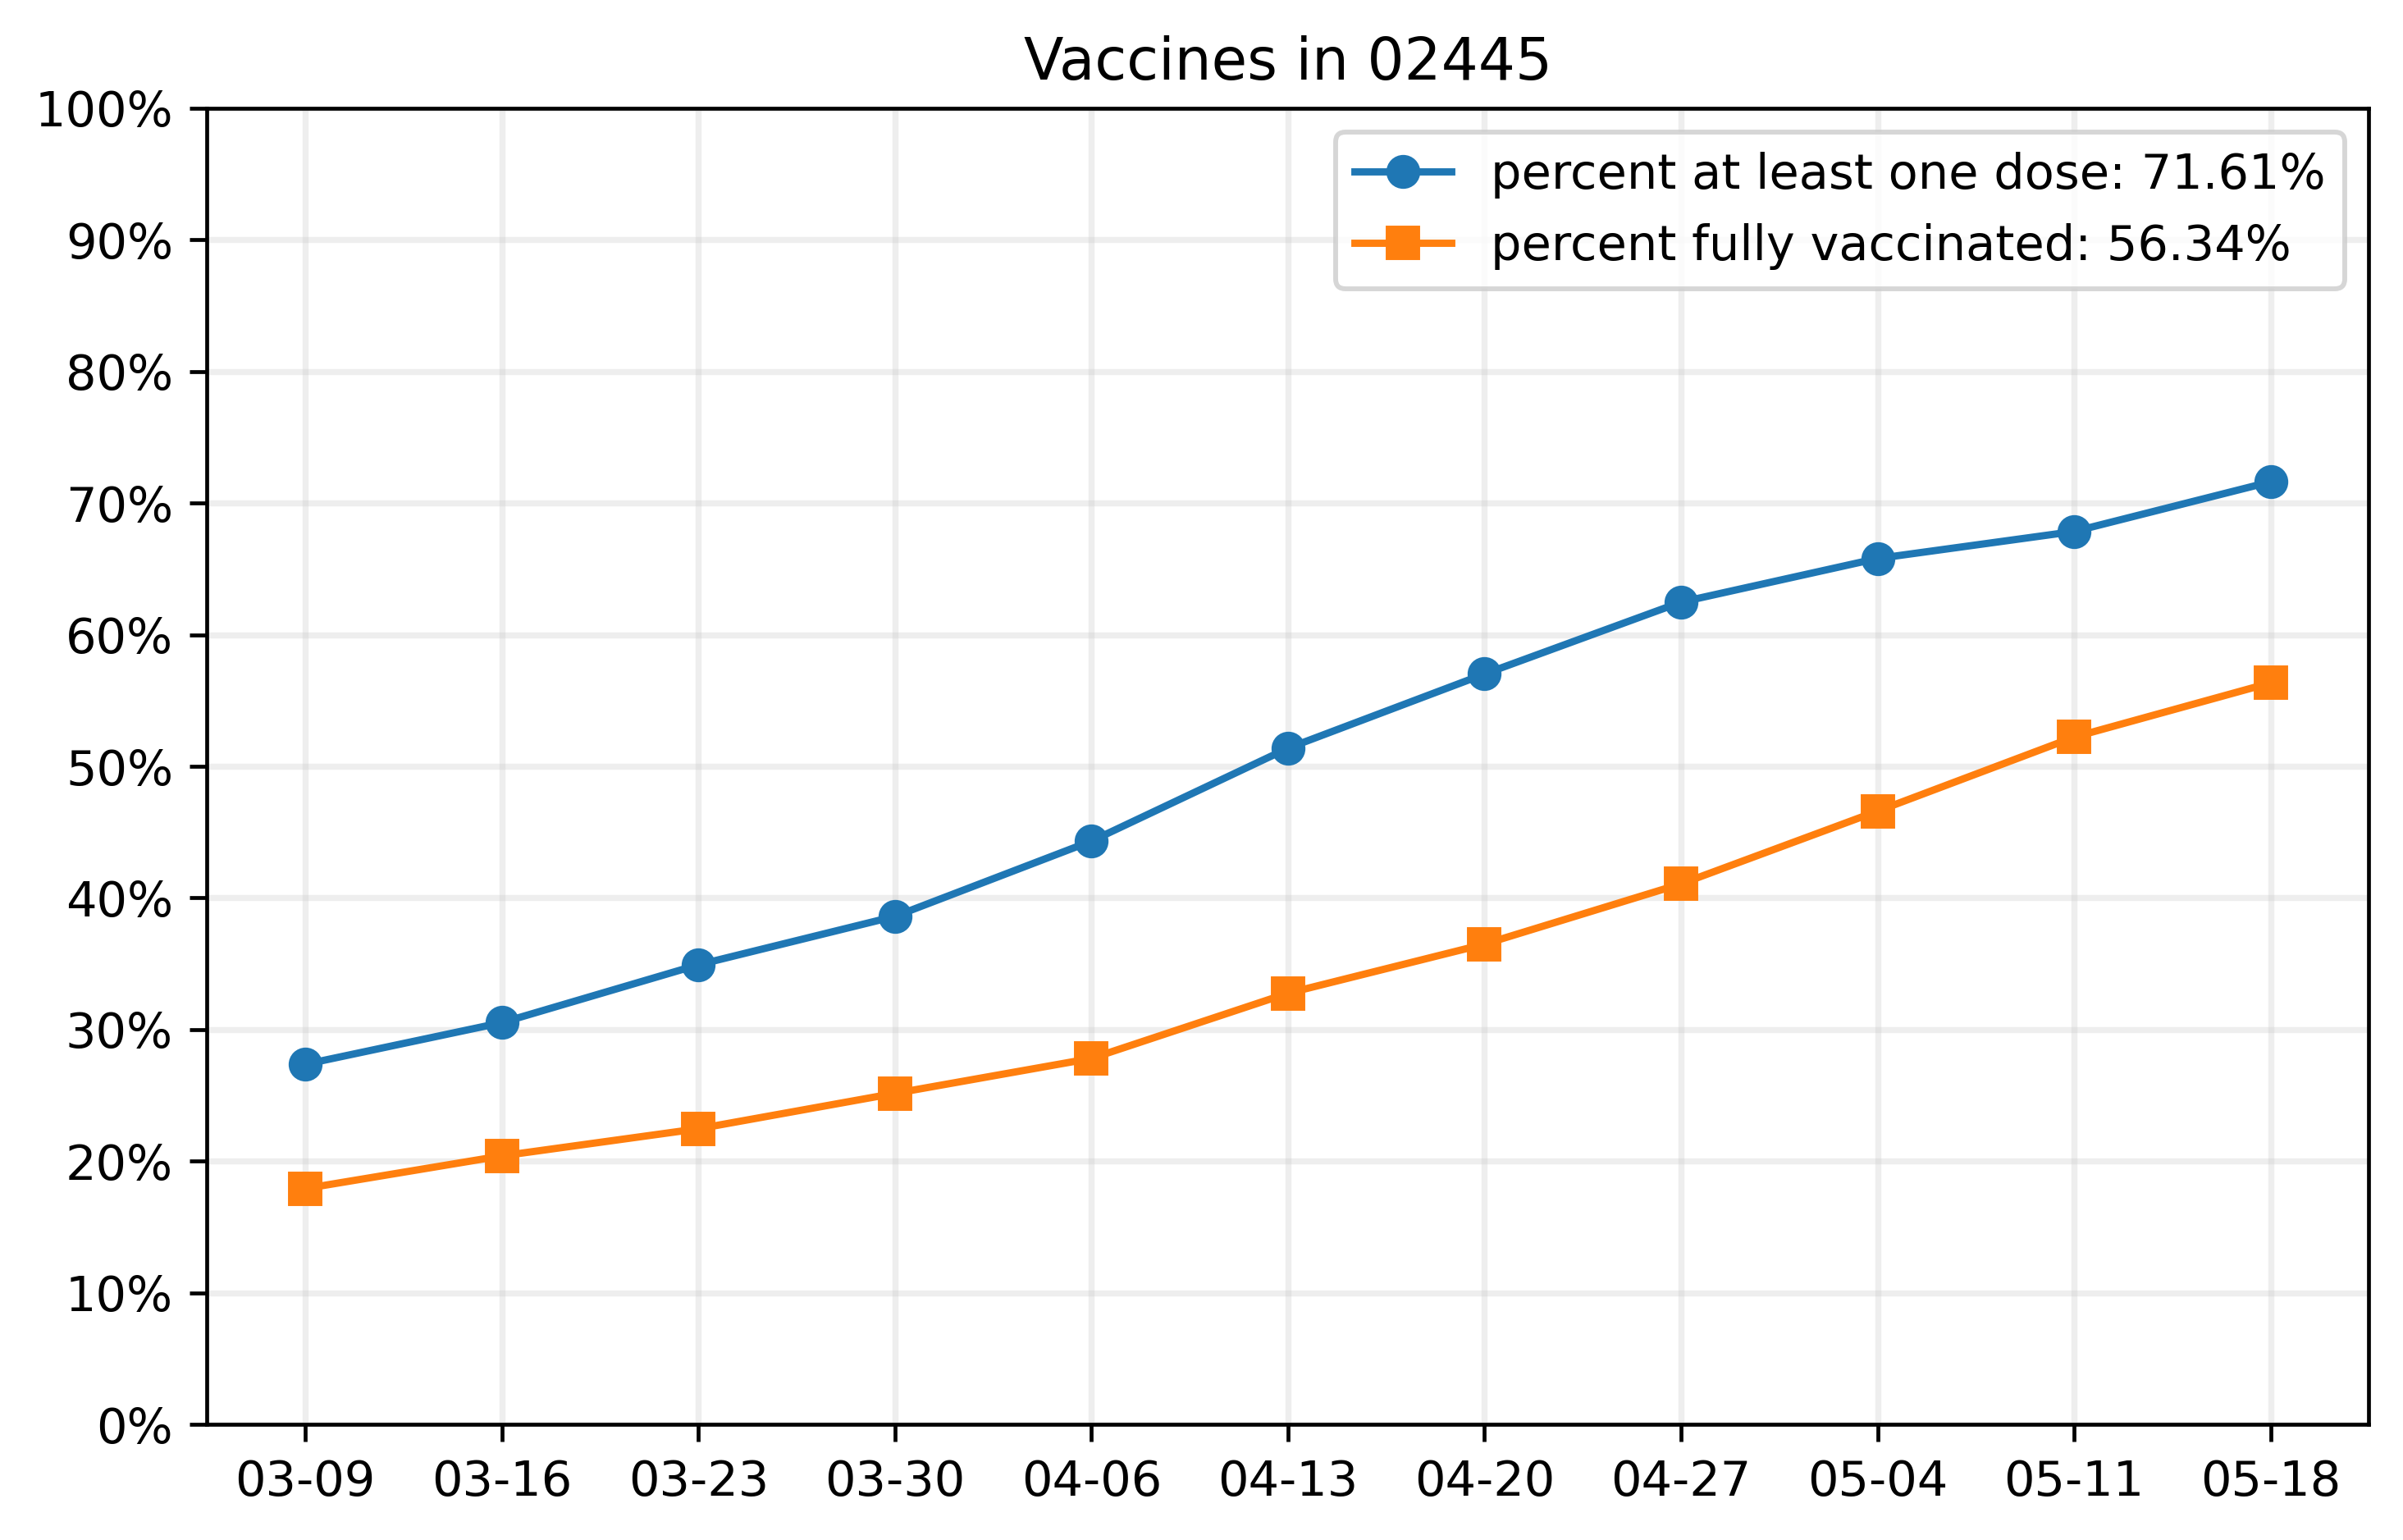 Vaccines in 02445
percent at least one dose: 71.61%
percent fully vaccinated: 56.34%
100%
90%
80%
70%
60%
50%
40%
30%
20%
10%
0%
03-09 03-16 03-23 03-30 04-06 04-13 04-20 04-27 05-04 05-11 05-18